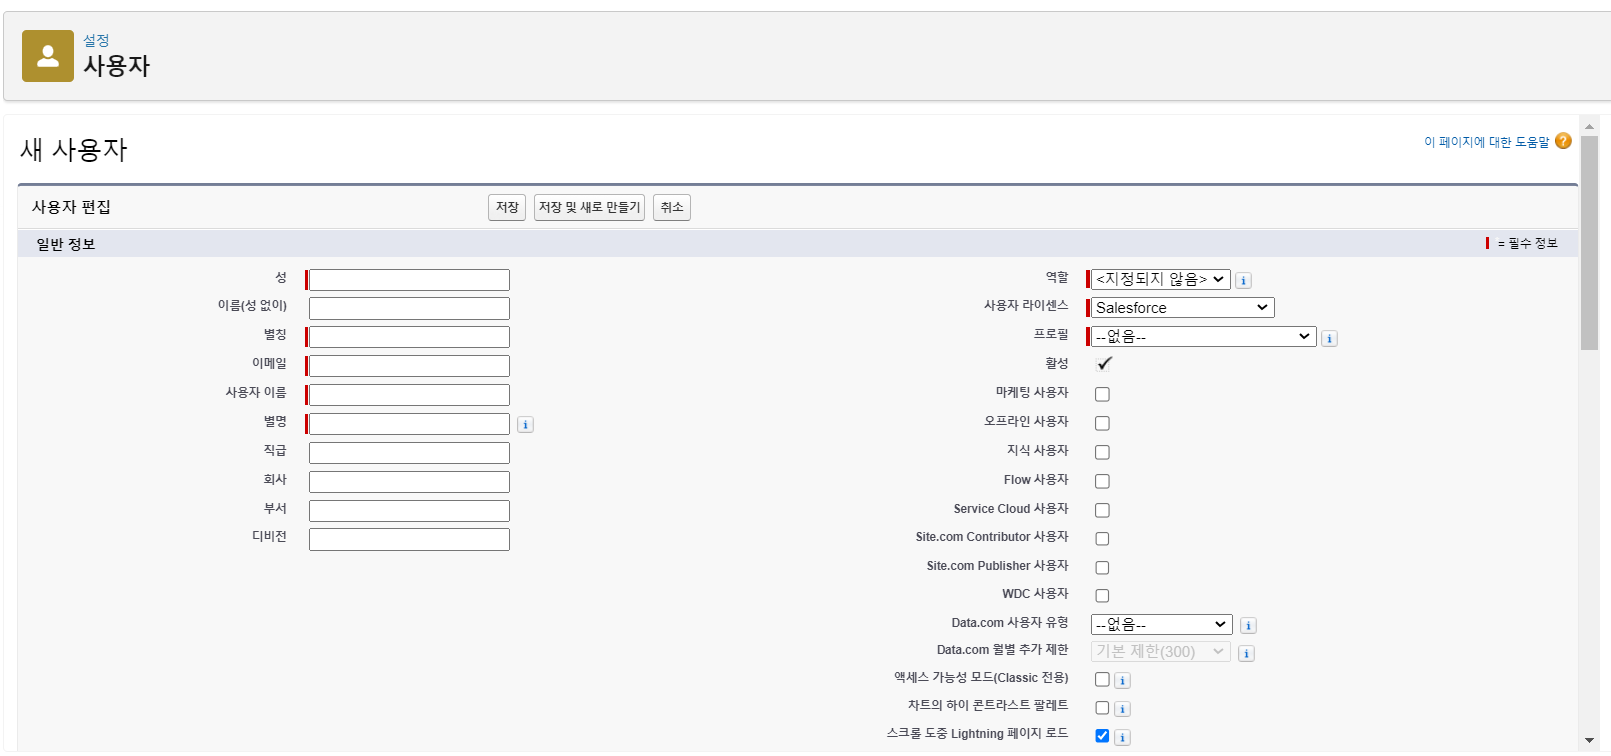 설정
사용자
새 사용자
이 페이지에 대한 도움말 ?
사용자 편집
저장
저장 및 새로 만들기
취소
일반 정보
= 필수 정보
성
이름(성 없이)
별칭
이메일
사용자 이름
별명 i
직급
회사
부서
디비전
역할 <지정되지 않음> i
사용자 라이센스 Salesforce
프로필 --없음-- i
활성
마케팅 사용자
오프라인 사용자
지식 사용자
Flow 사용자
Service Cloud 사용자
Site.com Contributor 사용자
Site.com Publisher 사용자
WDC 사용자
Data.com 사용자 유형 --없음-- i
Data.com 월별 추가 제한 기본 제한(300) i
액세스 가능성 모드(Classic 전용) i
차트의 하이 콘트라스트 팔레트 i
스크롤 도중 Lightning 페이지 로드 i